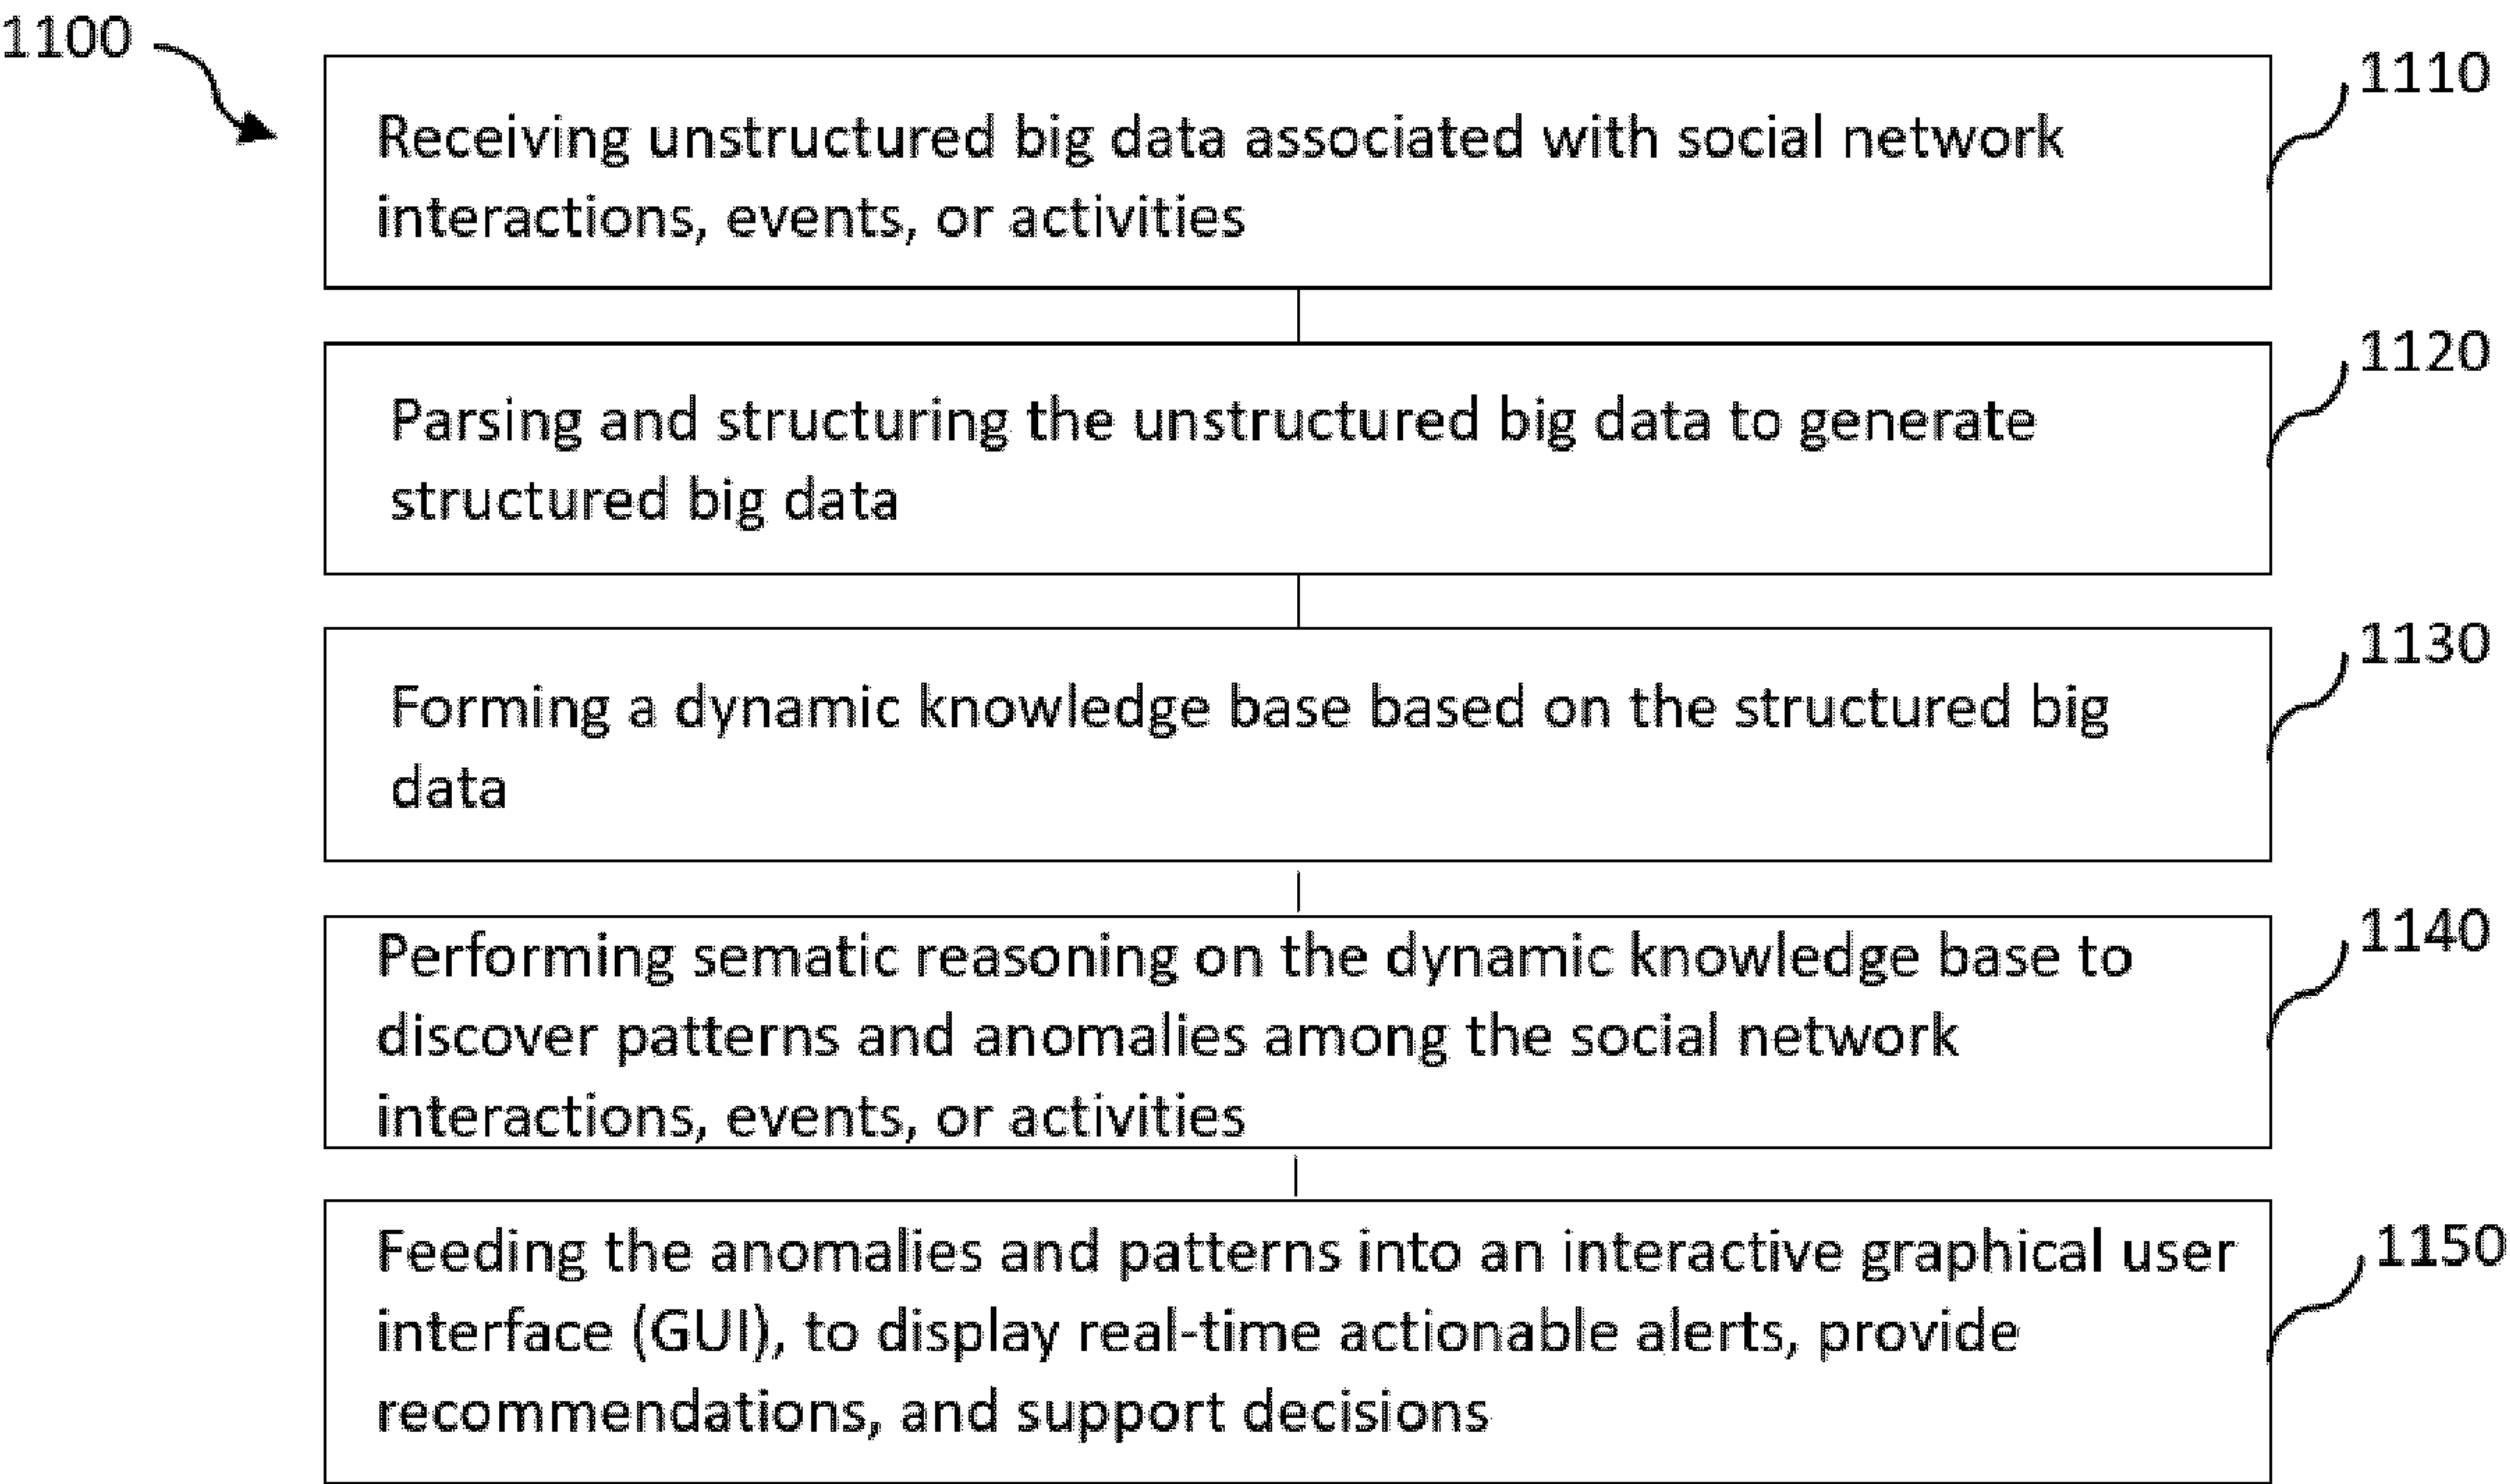 1100
1110
Receiving unstructured big data associated with social network
interactions, events, or activities
1120
Parsing and structuring the unstructured big data to generate
structured big data
1130
Forming a dynamic knowledge base based on the structured big
data
1140
Performing sematic reasoning on the dynamic knowledge base to
discover patterns and anomalies among the social network
interactions, events, or activities
1150
Feeding the anomalies and patterns into an interactive graphical user
interface (GUI), to display real-time actionable alerts, provide
recommendations, and support decisions